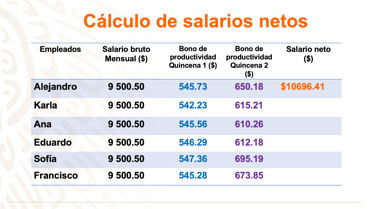 Cálculo de salarios netos
Empleados Salario bruto Mensual ($) Bono de productividad Quincena 1 ($) Bono de productividad Quincena 2 ($) Salario neto ($)
Alejandro 9 500.50 545.73 650.18 $10696.41
Karla 9 500.50 542.23 615.21
Ana 9 500.50 545.56 610.26
Eduardo 9 500.50 546.29 612.18
Sofía 9 500.50 547.36 695.19
Francisco 9 500.50 545.28 673.85